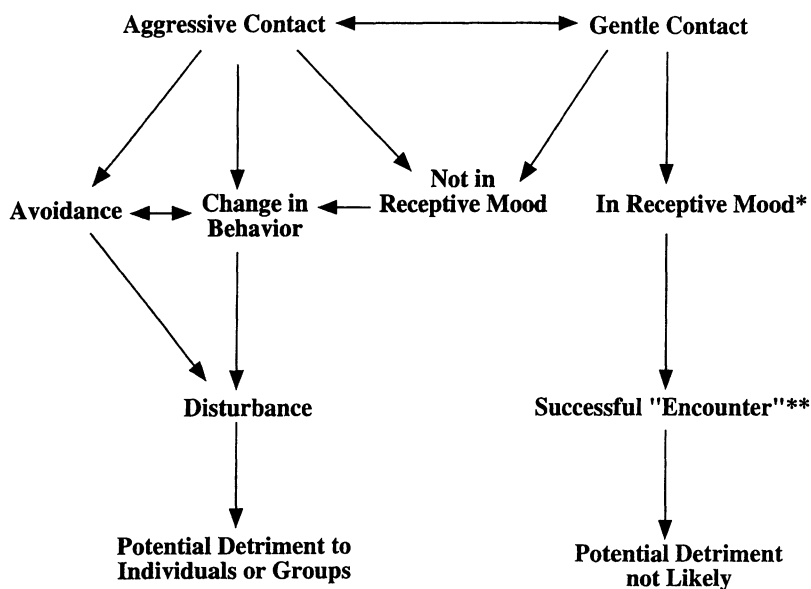 Aggressive Contact
Gentle Contact
Avoidance
Change in
Behavior
Not in
Receptive Mood
In Receptive Mood*
Disturbance
Successful "Encounter"**
Potential Detriment to
Individuals or Groups
Potential Detriment
not Likely